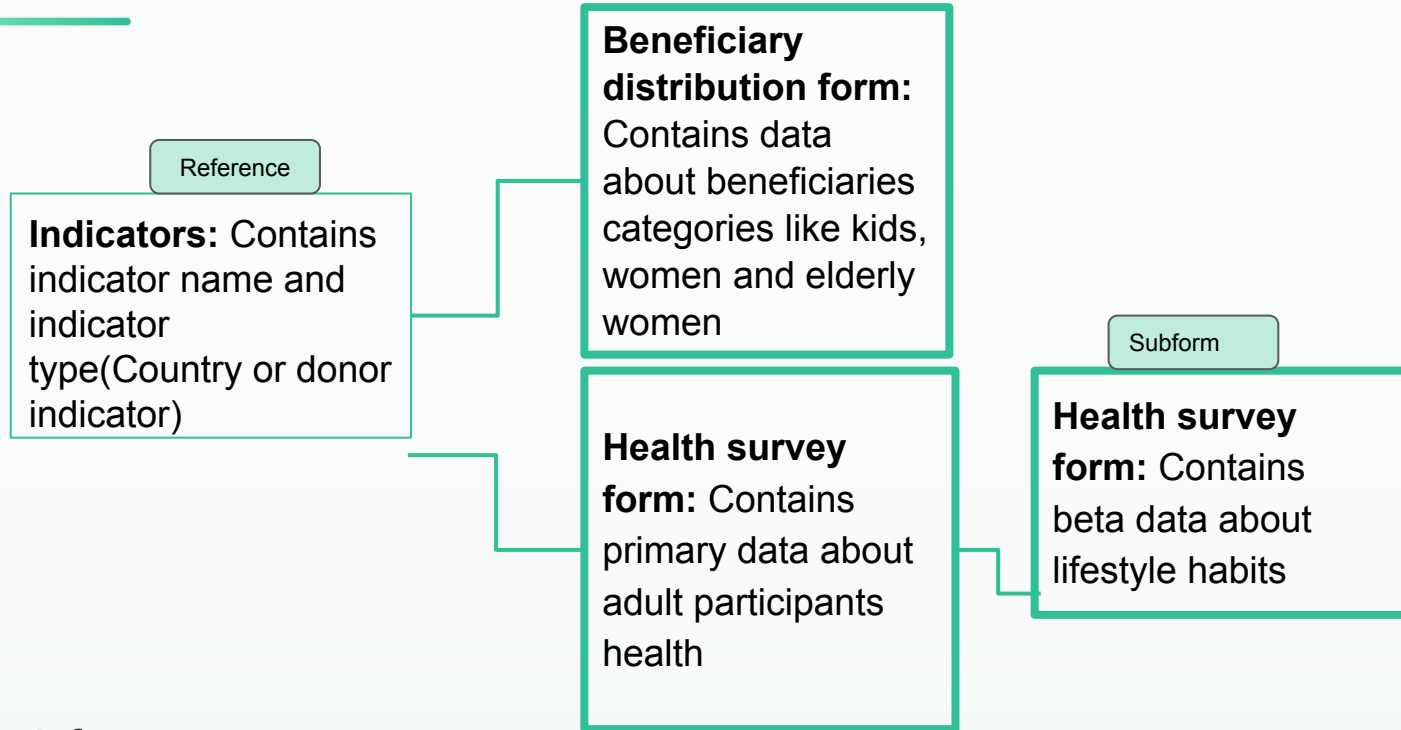 Reference
Indicators: Contains
indicator name and
indicator
type(Country or donor
indicator)
Beneficiary
distribution form:
Contains data
about beneficiaries
categories like kids,
women and elderly
women
Health survey
form: Contains
primary data about
adult participants
health
Subform
Health survey
form: Contains
beta data about
lifestyle habits